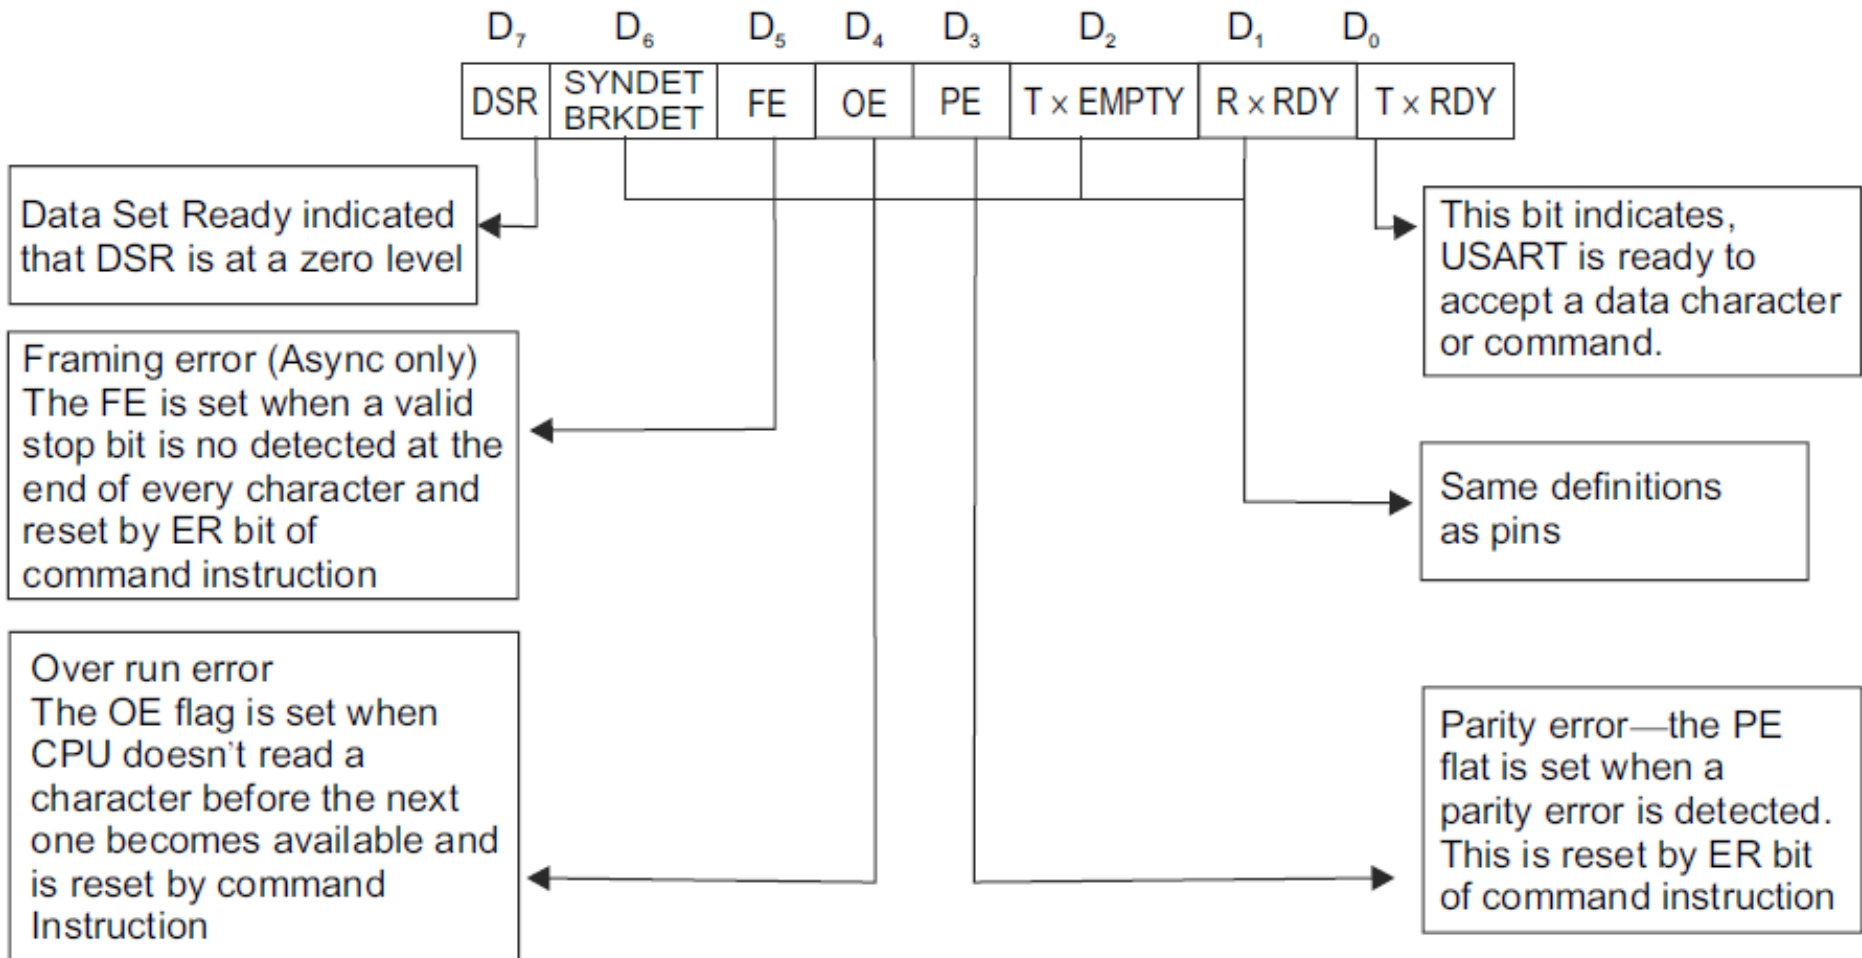 D₇ D₆ D₅ D₄ D₃ D₂ D₁ D₀
DSR SYNDET BRKDET FE OE PE T × EMPTY R × RDY T × RDY
Data Set Ready indicated
that DSR is at a zero level
Framing error (Async only)
The FE is set when a valid
stop bit is no detected at the
end of every character and
reset by ER bit of
command instruction
Over run error
The OE flag is set when
CPU doesn't read a
character before the next
one becomes available and
is reset by command
Instruction
This bit indicates,
USART is ready to
accept a data character
or command.
Same definitions
as pins
Parity error—the PE
flat is set when a
parity error is detected.
This is reset by ER bit
of command instruction